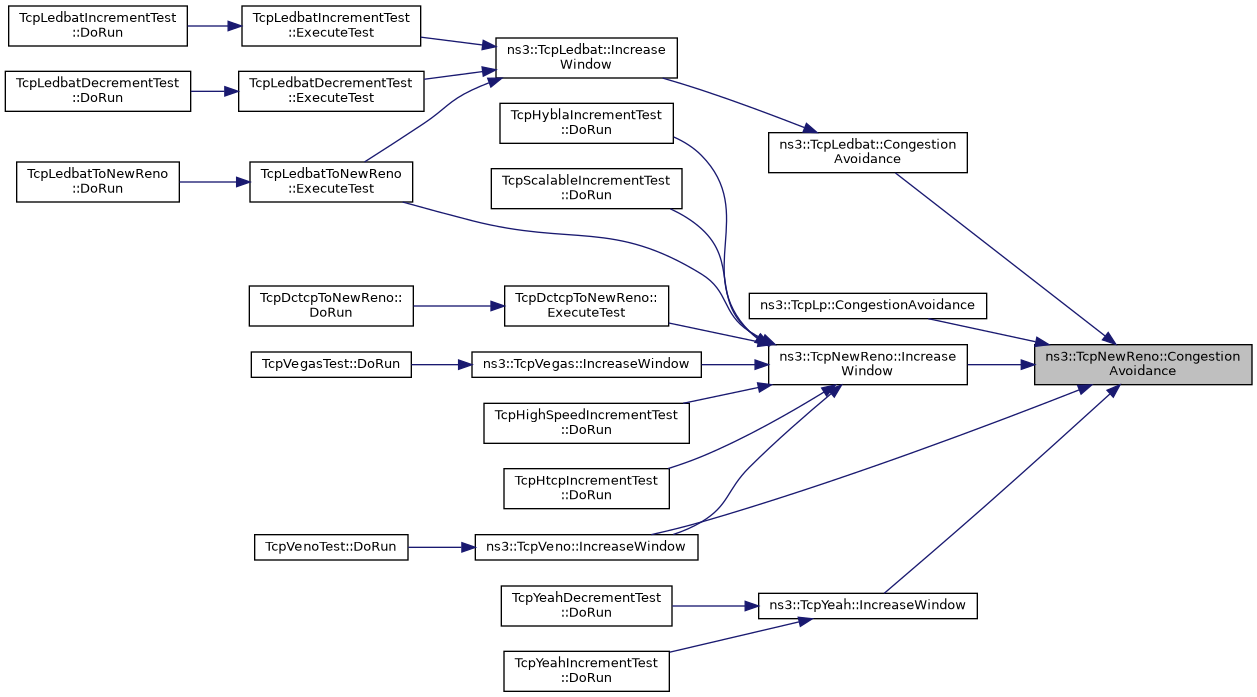 TcpLedbatIncrementTest
::DoRun
TcpLedbatIncrementTest
::ExecuteTest
ns3::TcpLedbat::Increase
Window
TcpLedbatDecrementTest
::DoRun
TcpLedbatDecrementTest
::ExecuteTest
TcpHyblaIncrementTest
::DoRun
ns3::TcpLedbat::Congestion
Avoidance
TcpLedbatToNewReno
::DoRun
TcpLedbatToNewReno
::ExecuteTest
TcpScalableIncrementTest
::DoRun
TcpDctcpToNewReno::
DoRun
TcpDctcpToNewReno::
ExecuteTest
ns3::TcpLp::CongestionAvoidance
TcpVegasTest::DoRun
ns3::TcpVegas::IncreaseWindow
ns3::TcpNewReno::Increase
Window
ns3::TcpNewReno::Congestion
Avoidance
TcpHighSpeedIncrementTest
::DoRun
TcpHtcpIncrementTest
::DoRun
TcpVenoTest::DoRun
ns3::TcpVeno::IncreaseWindow
TcpYeahDecrementTest
::DoRun
ns3::TcpYeah::IncreaseWindow
TcpYeahIncrementTest
::DoRun